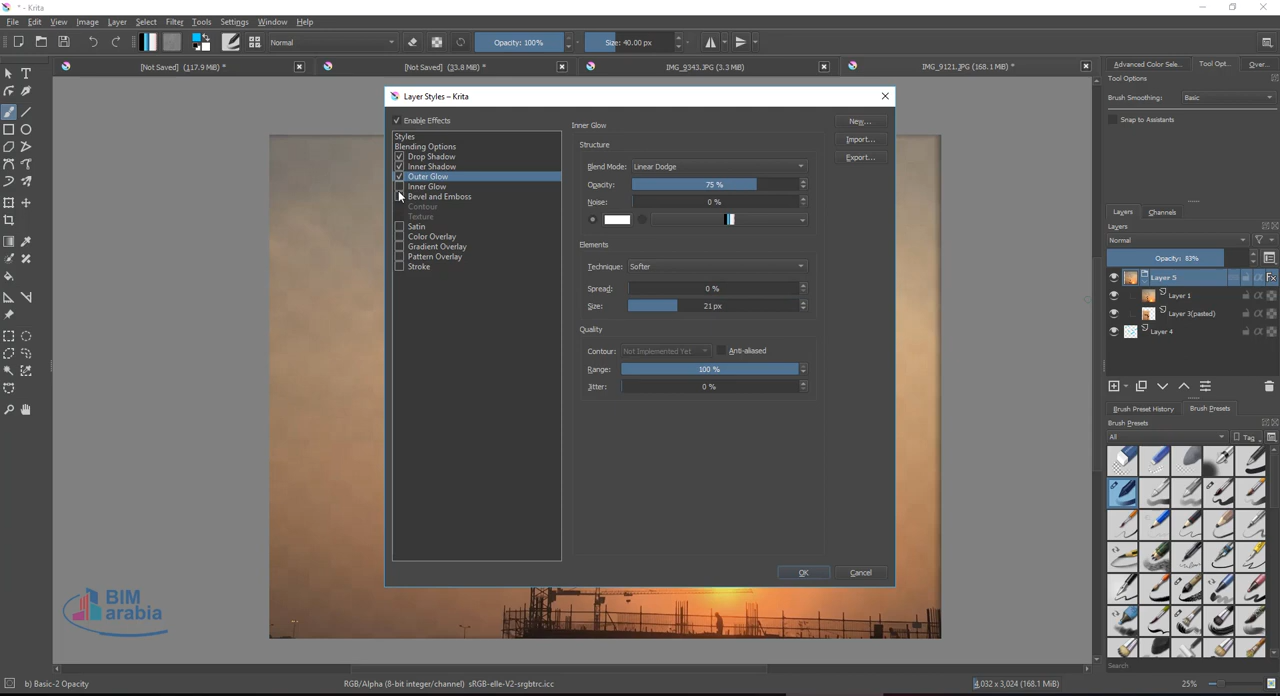 * - Krita
File Edit View Image Layer Select Filter Tools Settings Window Help
Normal Opacity: 100% Size: 40.00 px
[Not Saved] (117.9 MiB) * [Not Saved] (33.8 MiB) * IMG_9343.JPG (3.3 MiB) IMG_9121.JPG (168.1 MiB) *
Advanced Color Sele... Tool Opt... Over...
Tool Options
Brush Smoothing: Basic
Snap to Assistants
Layer Styles – Krita
Enable Effects
Styles
Blending Options
Drop Shadow
Inner Shadow
Outer Glow
Inner Glow
Bevel and Emboss
Contour
Texture
Satin
Color Overlay
Gradient Overlay
Pattern Overlay
Stroke
Inner Glow
Structure
Blend Mode: Linear Dodge
Opacity: 75 %
Noise: 0 %
Elements
Technique: Softer
Spread: 0 %
Size: 21 px
Quality
Contour: Not Implemented Yet Anti-aliased
Range: 100 %
Jitter: 0 %
New...
Import...
Export...
OK Cancel
Layers Channels
Layers
Normal
Opacity: 83%
Layer 5
Layer 1
Layer 3(pasted)
Layer 4
Brush Preset History Brush Presets
Brush Presets
All Tag
Search
BIM
arabia
b) Basic-2 Opacity RGB/Alpha (8-bit integer/channel) sRGB-elle-V2-srgbtrc.icc 4,032 x 3,024 (168.1 MiB) 25%